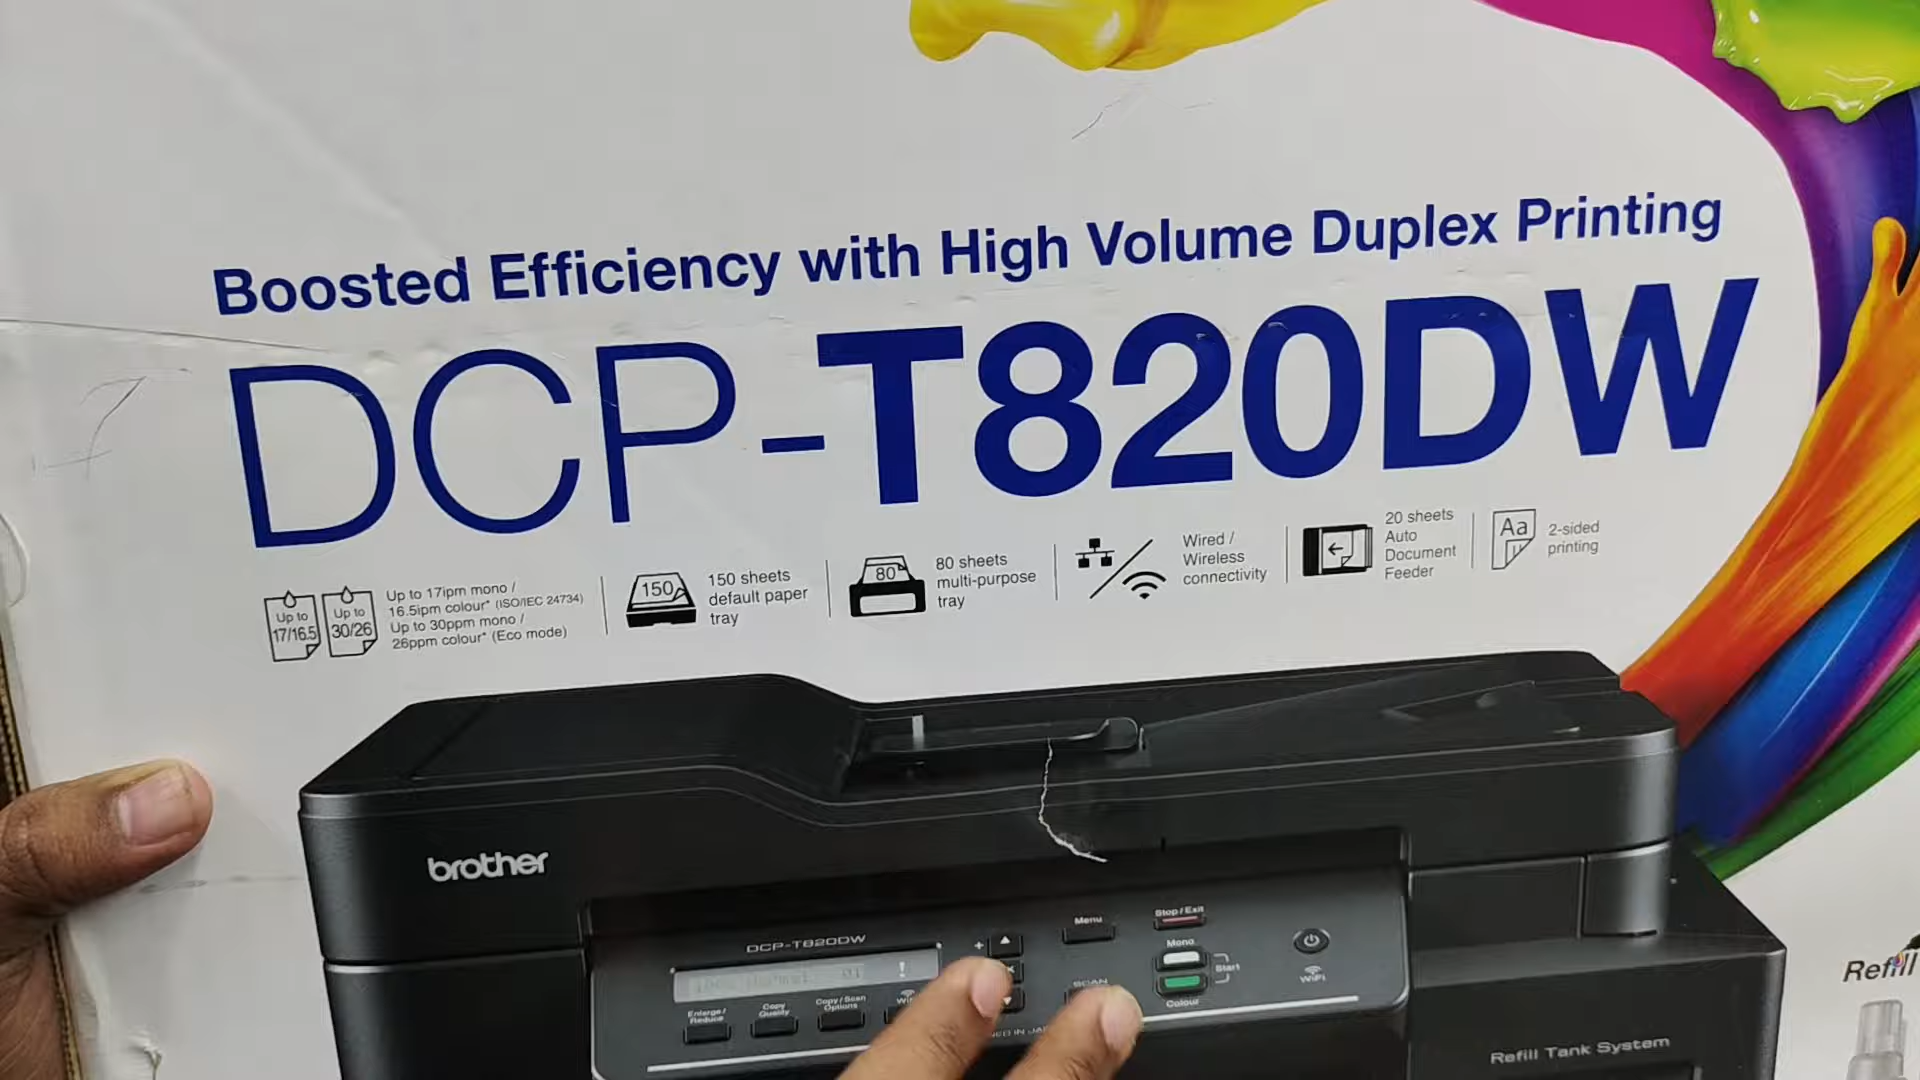 Boosted Efficiency with High Volume Duplex Printing
DCP-T820DW
Up to
17/16.5
Up to
30/26
Up to 17ipm mono /
16.5ipm colour* (ISO/IEC 24734)
Up to 30ppm mono /
26ppm colour* (Eco mode)
150
150 sheets
default paper
tray
80
80 sheets
multi-purpose
tray
Wired /
Wireless
connectivity
20 sheets
Auto
Document
Feeder
Aa
2-sided
printing
brother
DCP-T820DW
Enlarge/
Reduce
Copy
Quality
Copy/Scan
Options
+
Menu
Stop/Exit
Mono
Start
Colour
SCAN
WiFi
Refill Tank System
Refill